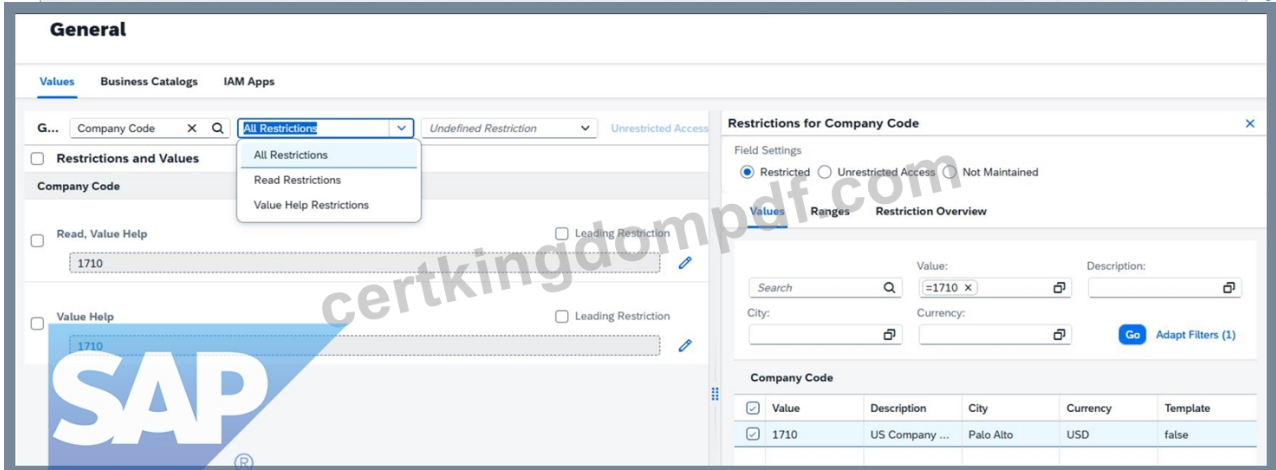 General
Values Business Catalogs IAM Apps
G... Company Code All Restrictions Undefined Restriction Unrestricted Access
All Restrictions
Read Restrictions
Value Help Restrictions
Restrictions and Values
Company Code
Read, Value Help Leading Restriction
1710
Value Help Leading Restriction
1710
Restrictions for Company Code
Field Settings
Restricted Unrestricted Access Not Maintained
Values Ranges Restriction Overview
Value: Description:
Search =1710
City: Currency:
Go Adapt Filters (1)
Company Code
Value Description City Currency Template
1710 US Company ... Palo Alto USD false
certkingdompdf.com
SAP
®